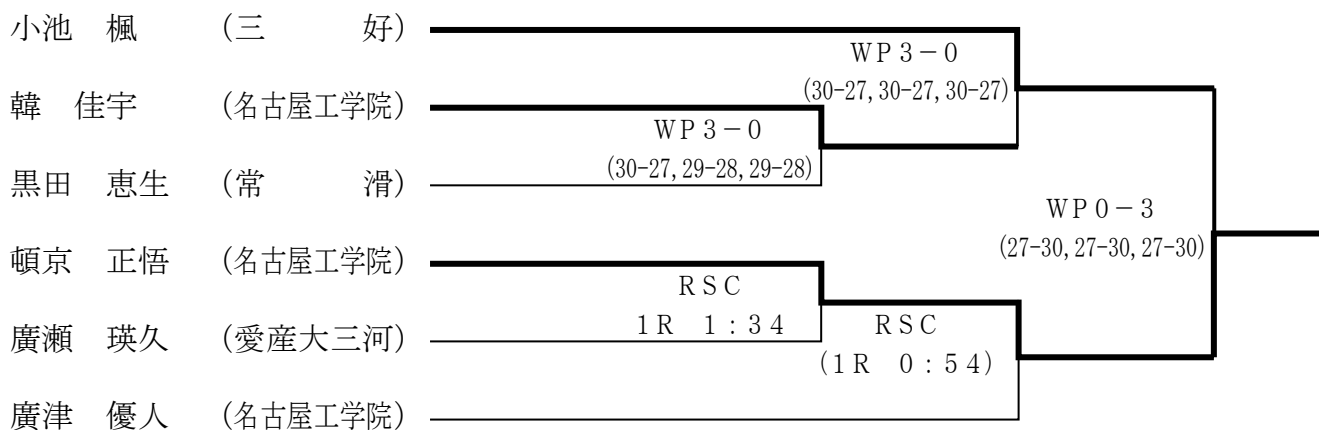 小池　楓　（三　好）
WP3-0
(30-27, 30-27, 30-27)
韓　佳宇　（名古屋工学院）
WP3-0
(30-27, 29-28, 29-28)
黒田　恵生　（常　滑）
WP0-3
(27-30, 27-30, 27-30)
頓京　正悟　（名古屋工学院）
RSC
1R 1:34
廣瀬　瑛久　（愛産大三河）
RSC
(1R 0:54)
廣津　優人　（名古屋工学院）